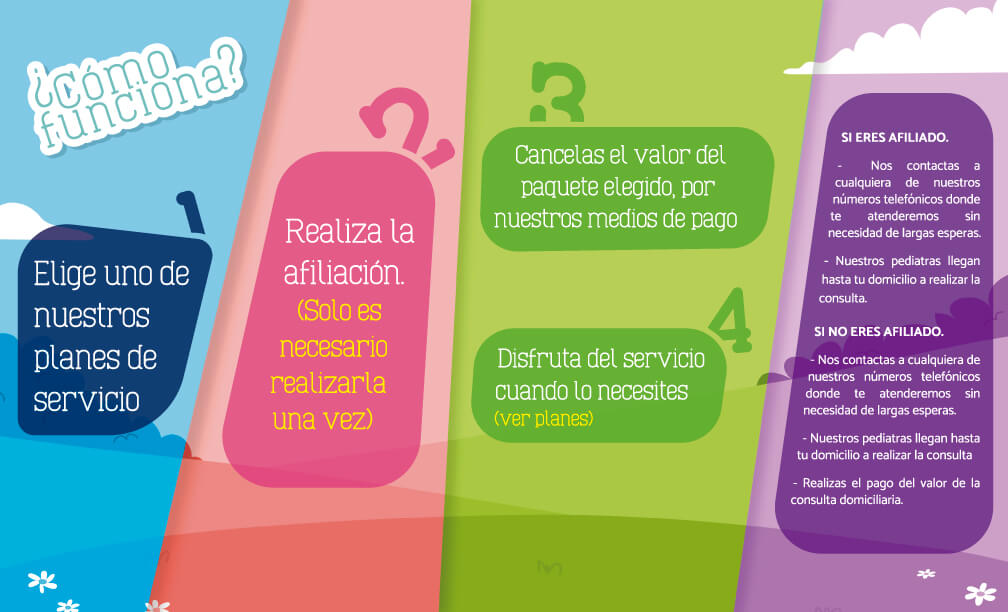 ¿cómo
funciona?
1
Elige uno de
nuestros
planes de
servicio
2
Realiza la
afiliación.
(Solo es
necesario
realizarla
una vez)
3
Cancelas el valor del
paquete elegido, por
nuestros medios de pago
4
Disfruta del servicio
cuando lo necesites
(ver planes)
SI ERES AFILIADO.
- Nos contactas a
cualquiera de nuestros
números telefónicos donde
te atenderemos sin
necesidad de largas esperas.
- Nuestros pediatras llegan
hasta tu domicilio a realizar la
consulta.
SI NO ERES AFILIADO.
- Nos contactas a cualquiera de
nuestros números telefónicos
donde te atenderemos sin
necesidad de largas esperas.
- Nuestros pediatras llegan hasta
tu domicilio a realizar la consulta
- Realizas el pago del valor de la
consulta domiciliaria.